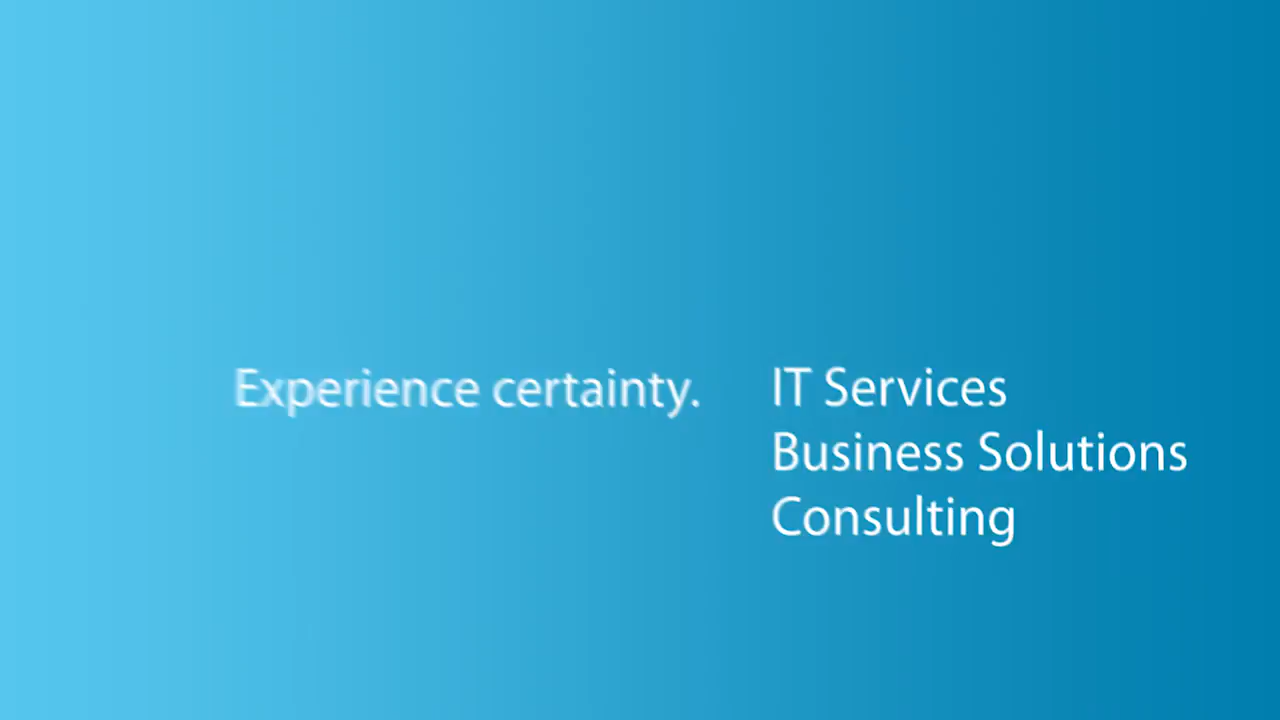 Experience certainty.
IT Services
Business Solutions
Consulting